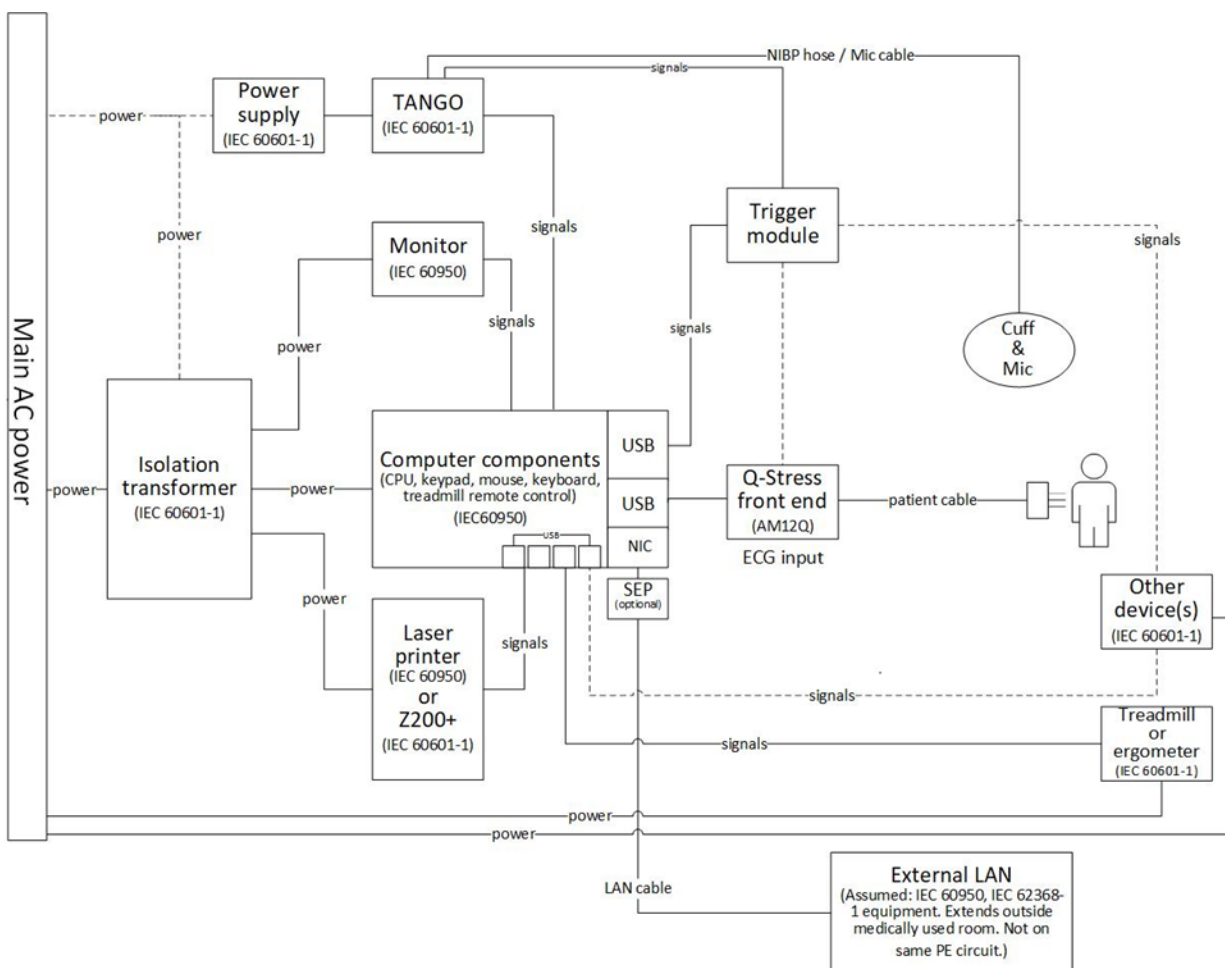 NIBP hose / Mic cable
signals
Power
supply
(IEC 60601-1)
TANGO
(IEC 60601-1)
power
power
signals
Trigger
module
signals
Monitor
(IEC 60950)
signals
power
signals
Cuff
&
Mic
Main AC power
Isolation
transformer
(IEC 60601-1)
power
power
Computer components
(CPU, keypad, mouse, keyboard,
treadmill remote control)
(IEC60950)
USB
USB
USB
NIC
Q-Stress
front end
(AM12Q)
ECG input
patient cable
SEP
(optional)
Other
device(s)
(IEC 60601-1)
power
Laser
printer
(IEC 60950)
or
Z200+
(IEC 60601-1)
signals
signals
signals
Treadmill
or
ergometer
(IEC 60601-1)
power
power
LAN cable
External LAN
(Assumed: IEC 60950, IEC 62368-
1 equipment. Extends outside
medically used room. Not on
same PE circuit.)